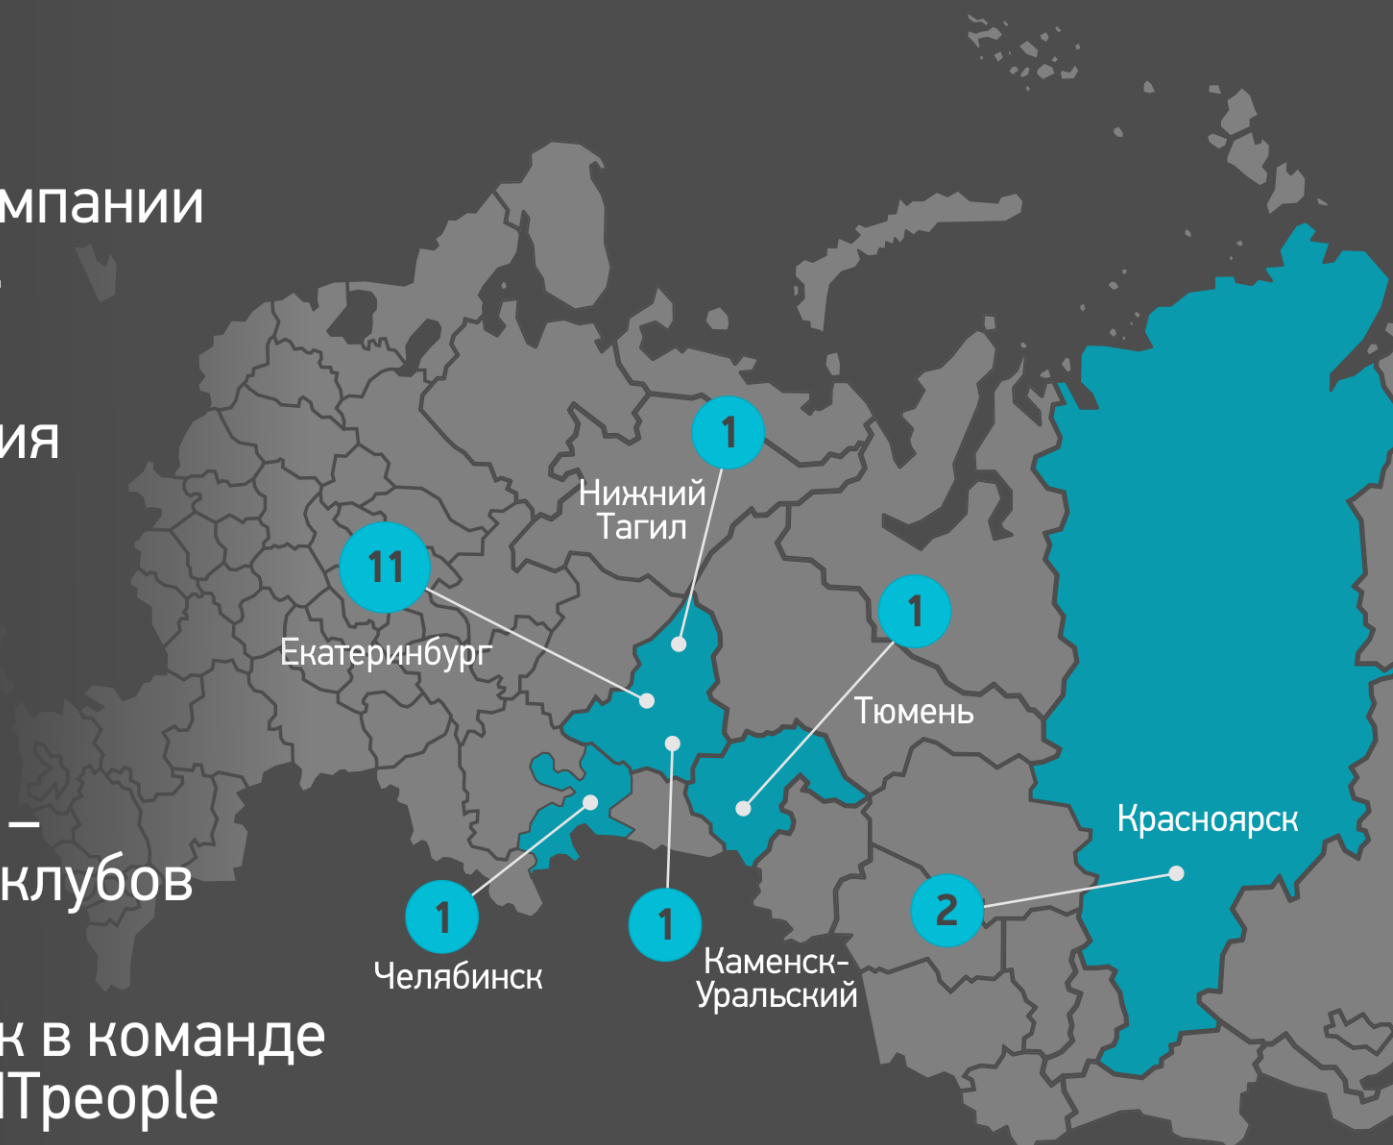 мпании
ия
–
клубов
к в команде
ITpeople
1
Нижний
Тагил
11
Екатеринбург
1
Тюмень
Красноярск
2
1
Челябинск
1
Каменск-
Уральский